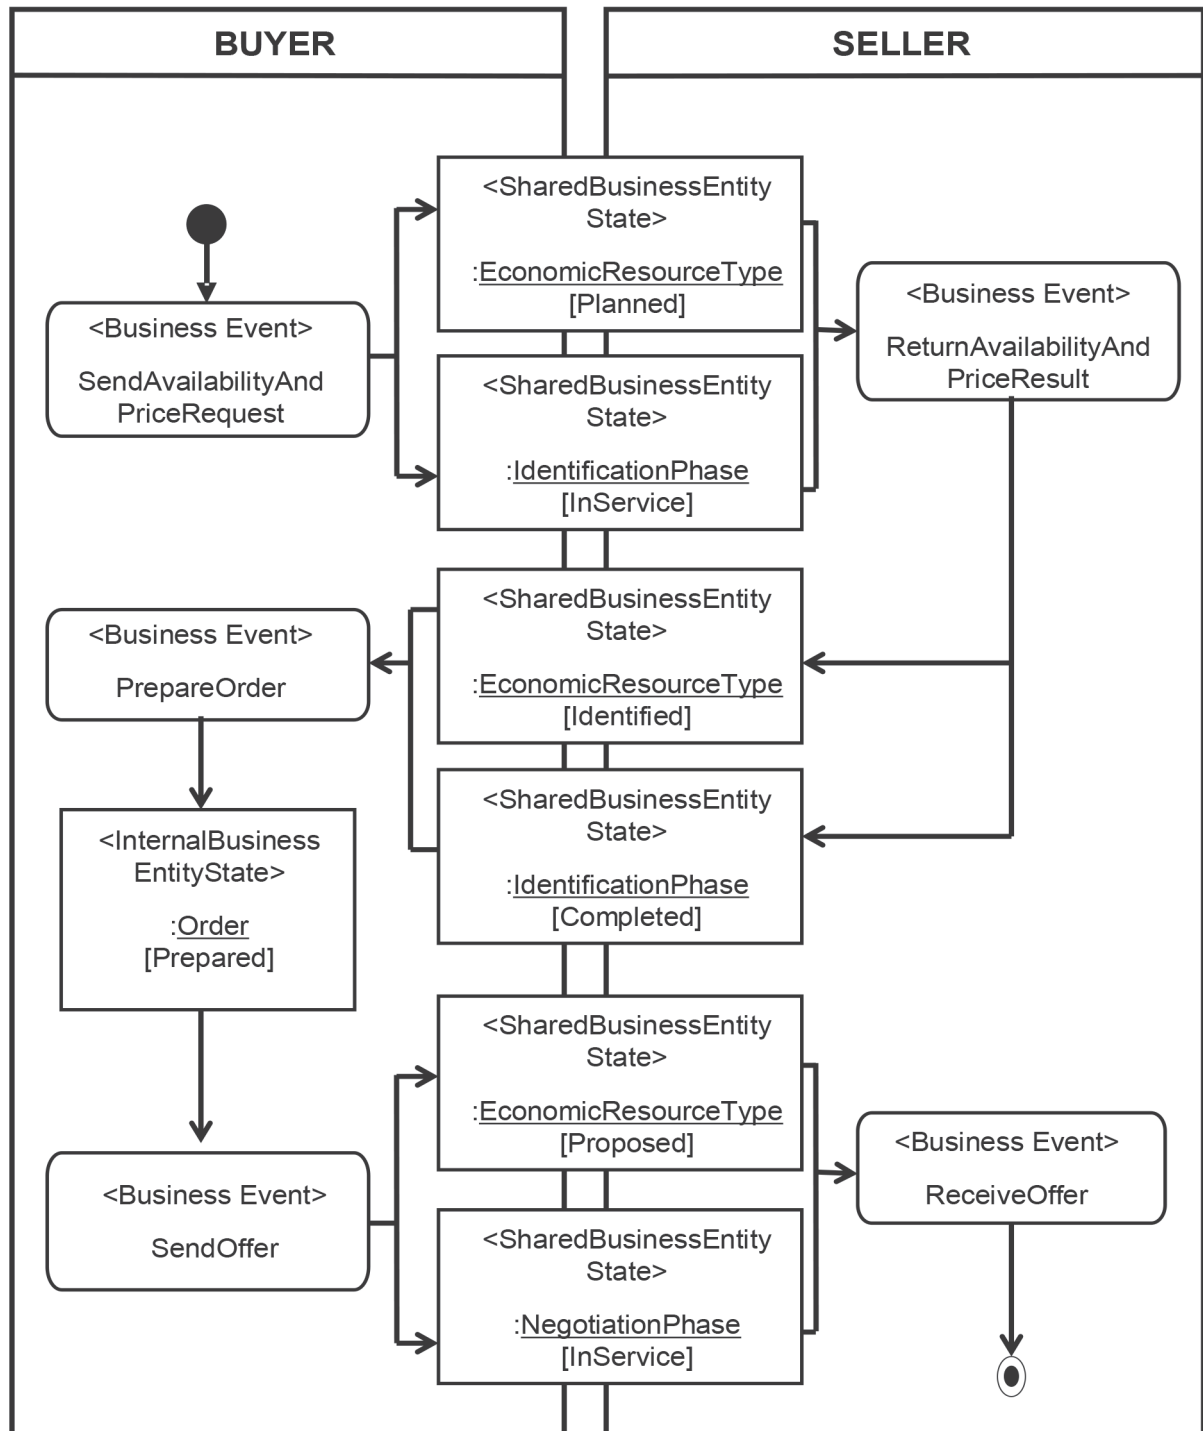 BUYER
SELLER
<SharedBusinessEntity
State>
:EconomicResourceType
[Planned]
<Business Event>
SendAvailabilityAnd
PriceRequest
<Business Event>
ReturnAvailabilityAnd
PriceResult
<SharedBusinessEntity
State>
:IdentificationPhase
[InService]
<SharedBusinessEntity
State>
:EconomicResourceType
[Identified]
<Business Event>
PrepareOrder
<SharedBusinessEntity
State>
:IdentificationPhase
[Completed]
<InternalBusiness
EntityState>
:Order
[Prepared]
<SharedBusinessEntity
State>
:EconomicResourceType
[Proposed]
<Business Event>
SendOffer
<Business Event>
ReceiveOffer
<SharedBusinessEntity
State>
:NegotiationPhase
[InService]